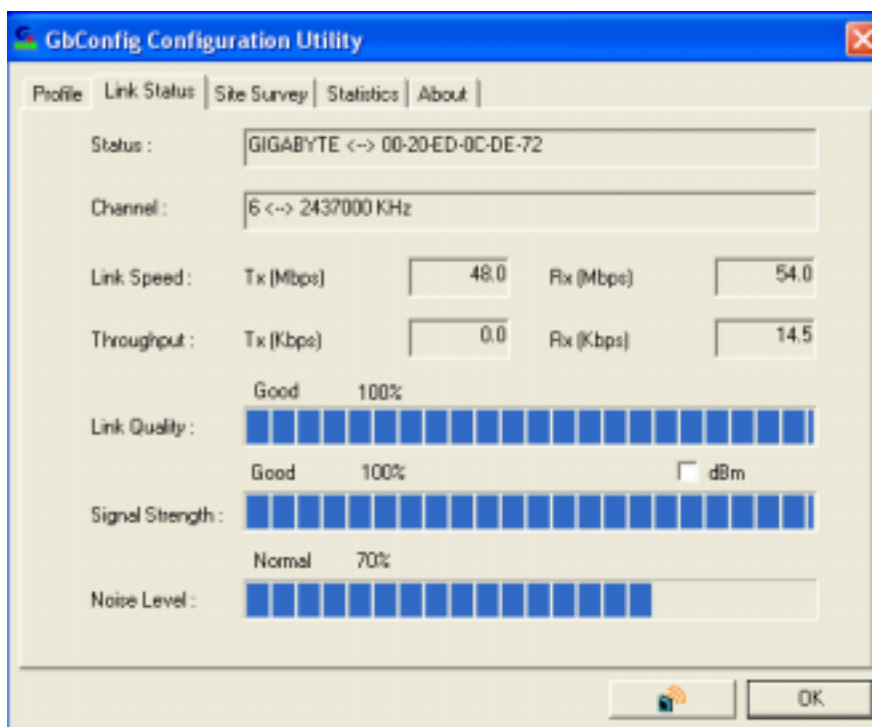 GbConfig Configuration Utility
Profile Link Status Site Survey Statistics About
Status : GIGABYTE <--> 00-20-ED-0C-DE-72
Channel : 6 <--> 2437000 KHz
Link Speed : Tx (Mbps) 48.0 Rx (Mbps) 54.0
Throughput : Tx (Kbps) 0.0 Rx (Kbps) 14.5
Good 100%
Link Quality :
Good 100% dBm
Signal Strength :
Normal 70%
Noise Level :
OK